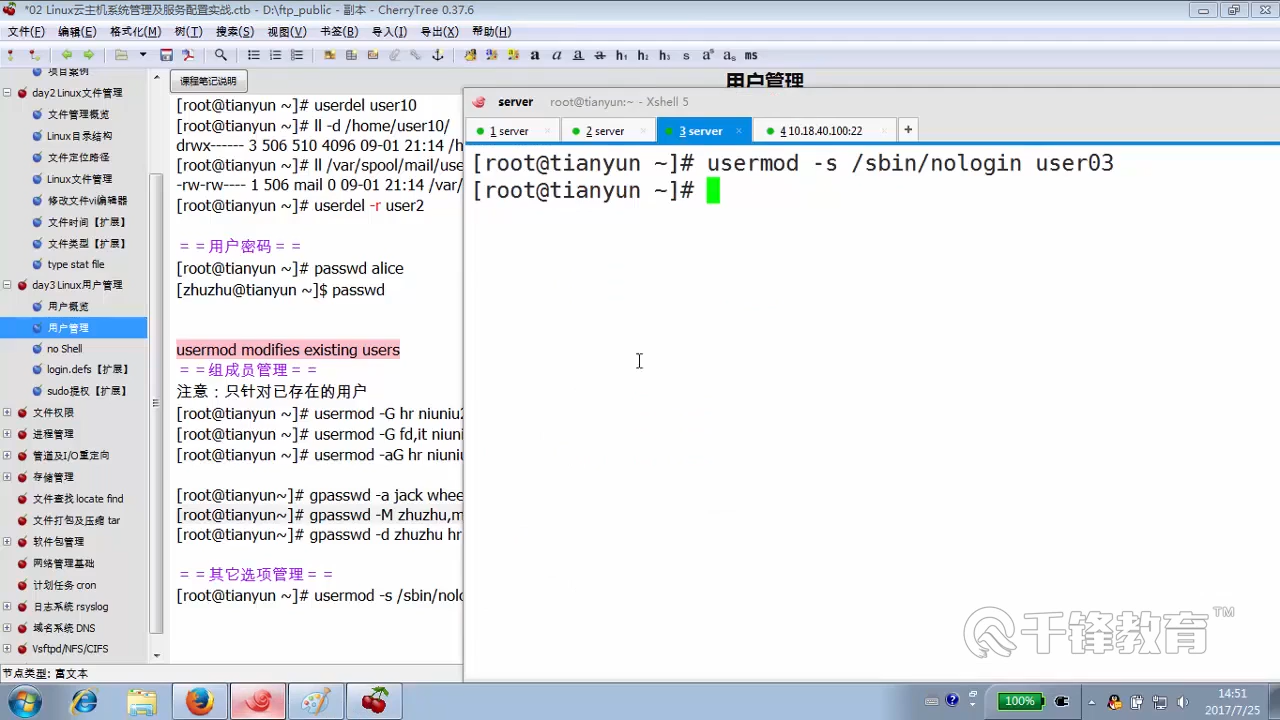 *02 Linux云主机系统管理及服务配置实战.ctb - D:\ftp_public - 副本 - CherryTree 0.37.6
文件(F) 编辑(E) 格式化(M) 树(T) 搜索(S) 视图(V) 书签(B) 导入(I) 导出(X) 帮助(H)
a a a a h₁ h₂ h₃ s aˢ aₛ ms
项目案例
day2 Linux文件管理
文件管理概览
Linux目录结构
文件定位路径
Linux文件管理
修改文件vi编辑器
文件时间【扩展】
文件类型【扩展】
type stat file
day3 Linux用户管理
用户概览
用户管理
no Shell
login.defs【扩展】
sudo提权【扩展】
文件权限
进程管理
管道及I/O重定向
存储管理
文件查找 locate find
文件打包及压缩 tar
软件包管理
网络管理基础
计划任务 cron
日志系统 rsyslog
域名系统 DNS
Vsftpd/NFS/CIFS
节点类型: 富文本
课程笔记说明
用户管理
[root@tianyun ~]# userdel user10
[root@tianyun ~]# ll -d /home/user10/
drwx------ 3 506 510 4096 09-01 21:14 /h
[root@tianyun ~]# ll /var/spool/mail/use
-rw-rw---- 1 506 mail 0 09-01 21:14 /var/
[root@tianyun ~]# userdel -r user2
==用户密码==
[root@tianyun ~]# passwd alice
[zhuzhu@tianyun ~]$ passwd
usermod modifies existing users
==组成员管理==
注意：只针对已存在的用户
[root@tianyun ~]# usermod -G hr niuniu2
[root@tianyun ~]# usermod -G fd,it niuni
[root@tianyun ~]# usermod -aG hr niuniu
[root@tianyun~]# gpasswd -a jack whee
[root@tianyun~]# gpasswd -M zhuzhu,m
[root@tianyun~]# gpasswd -d zhuzhu hr
==其它选项管理==
[root@tianyun ~]# usermod -s /sbin/nolo
server root@tianyun:~ - Xshell 5
1 server × 2 server × 3 server × 4 10.18.40.100:22 × +
[root@tianyun ~]# usermod -s /sbin/nologin user03
[root@tianyun ~]#
千锋教育™
100%
14:51
2017/7/25